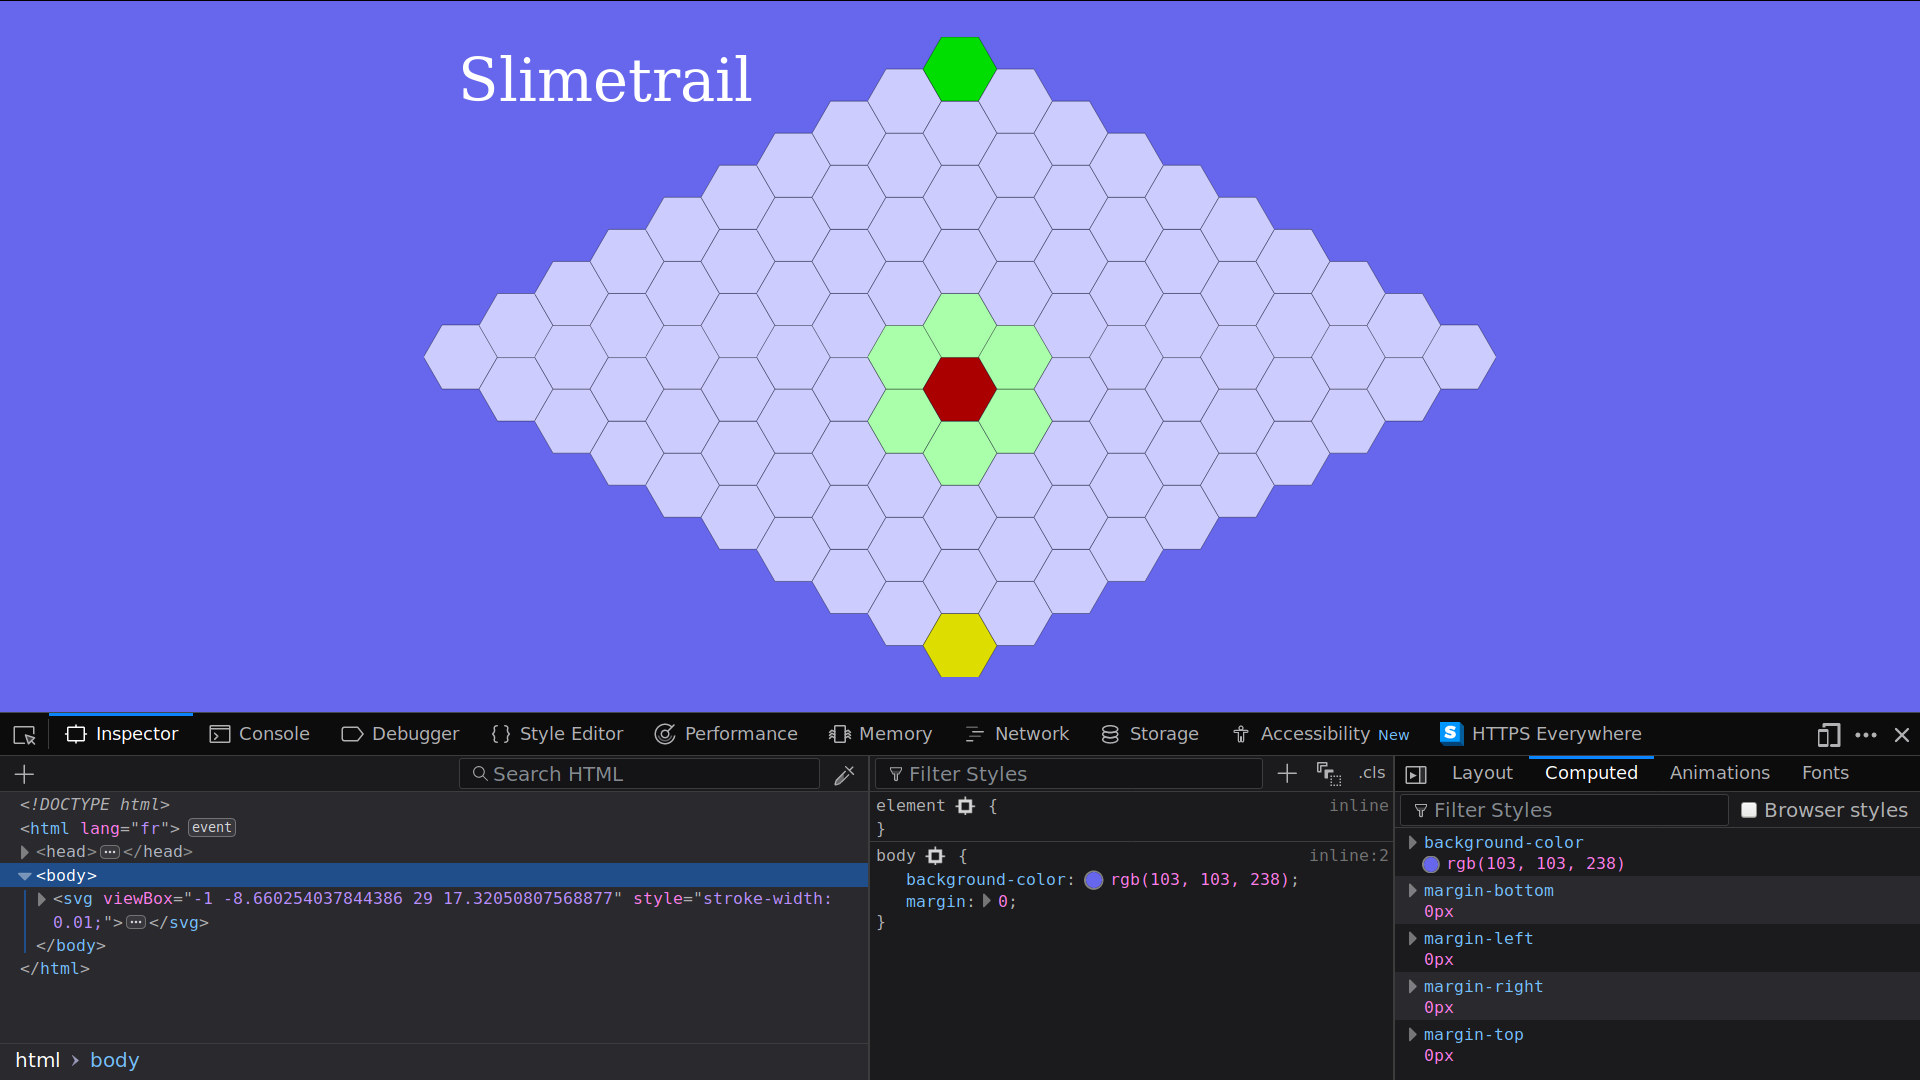 Slimetrail
Inspector Console Debugger {} Style Editor Performance Memory Network Storage Accessibility New S HTTPS Everywhere
Search HTML
<!DOCTYPE html>
<html lang="fr"> event
<head> ••• </head>
<body>
<svg viewBox="-1 -8.660254037844386 29 17.32050807568877" style="stroke-width:
0.01;"> ••• </svg>
</body>
</html>
html › body
Filter Styles + .cls
element {
inline
}
body {
inline:2
background-color: rgb(103, 103, 238);
margin: 0;
}
Layout Computed Animations Fonts
Filter Styles Browser styles
background-color
rgb(103, 103, 238)
margin-bottom
0px
margin-left
0px
margin-right
0px
margin-top
0px